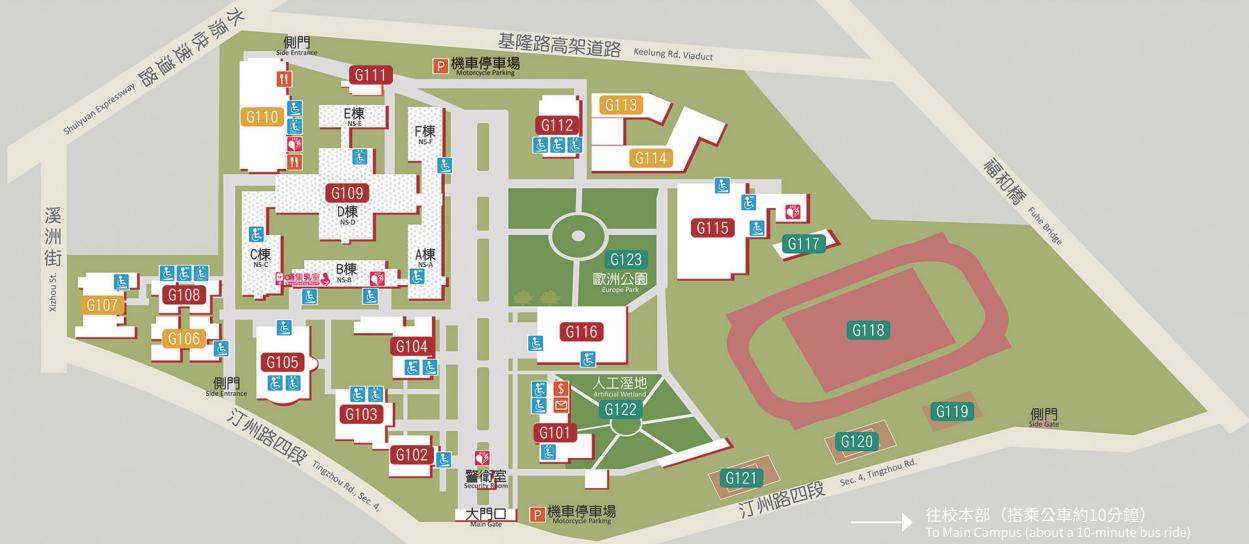 水源快速道路
Shuiyuan Expressway
側門
Side Entrance
基隆路高架道路
Keelung Rd. Viaduct
P
機車停車場
Motorcycle Parking
G111
G110
E棟
NS-E
F棟
NS-F
G112
G113
G114
福和橋
Fuhe Bridge
G109
D棟
NS-D
G115
G117
溪洲街
Xizhou St.
C棟
NS-C
B棟
NS-B
A棟
NS-A
哺集乳室
G123
歐洲公園
Europe Park
G107
G108
G106
G105
G104
G116
G118
側門
Side Entrance
人工溼地
Artificial Wetland
G122
$
G103
G101
G102
G119
側門
Side Gate
G120
G121
汀州路四段
Tingzhou Rd., Sec. 4,
警衛室
Security Room
汀州路四段
Sec. 4, Tingzhou Rd.
大門口
Main Gate
P
機車停車場
Motorcycle Parking
往校本部（搭乘公車約10分鐘）
To Main Campus (about a 10-minute bus ride)